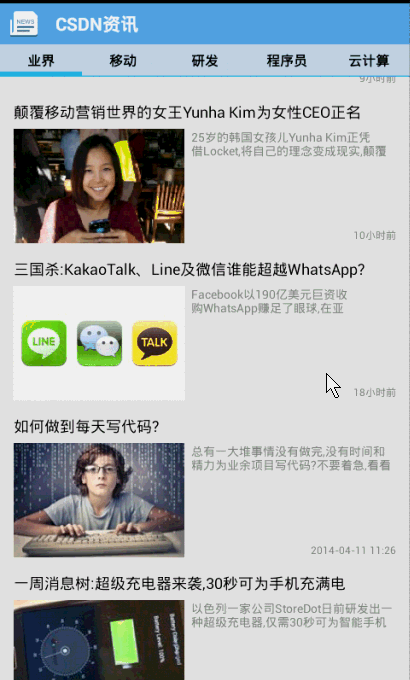 NEWS
CSDN资讯
业界 移动 研发 程序员 云计算
9小时前
颠覆移动营销世界的女王Yunha Kim为女性CEO正名
25岁的韩国女孩儿Yunha Kim正凭
借Locket,将自己的理念变成现实,颠覆
10小时前
三国杀:KakaoTalk、Line及微信谁能超越WhatsApp?
LINE
TALK
Facebook以190亿美元巨资收
购WhatsApp赚足了眼球,在亚
18小时前
如何做到每天写代码?
总有一大堆事情没有做完,没有时间和
精力为业余项目写代码?不要着急,看看
2014-04-11 11:26
一周消息树:超级充电器来袭,30秒可为手机充满电
以色列一家公司StoreDot日前研发出一
种超级充电器,仅需30秒可为智能手机
Battery Level: 100%